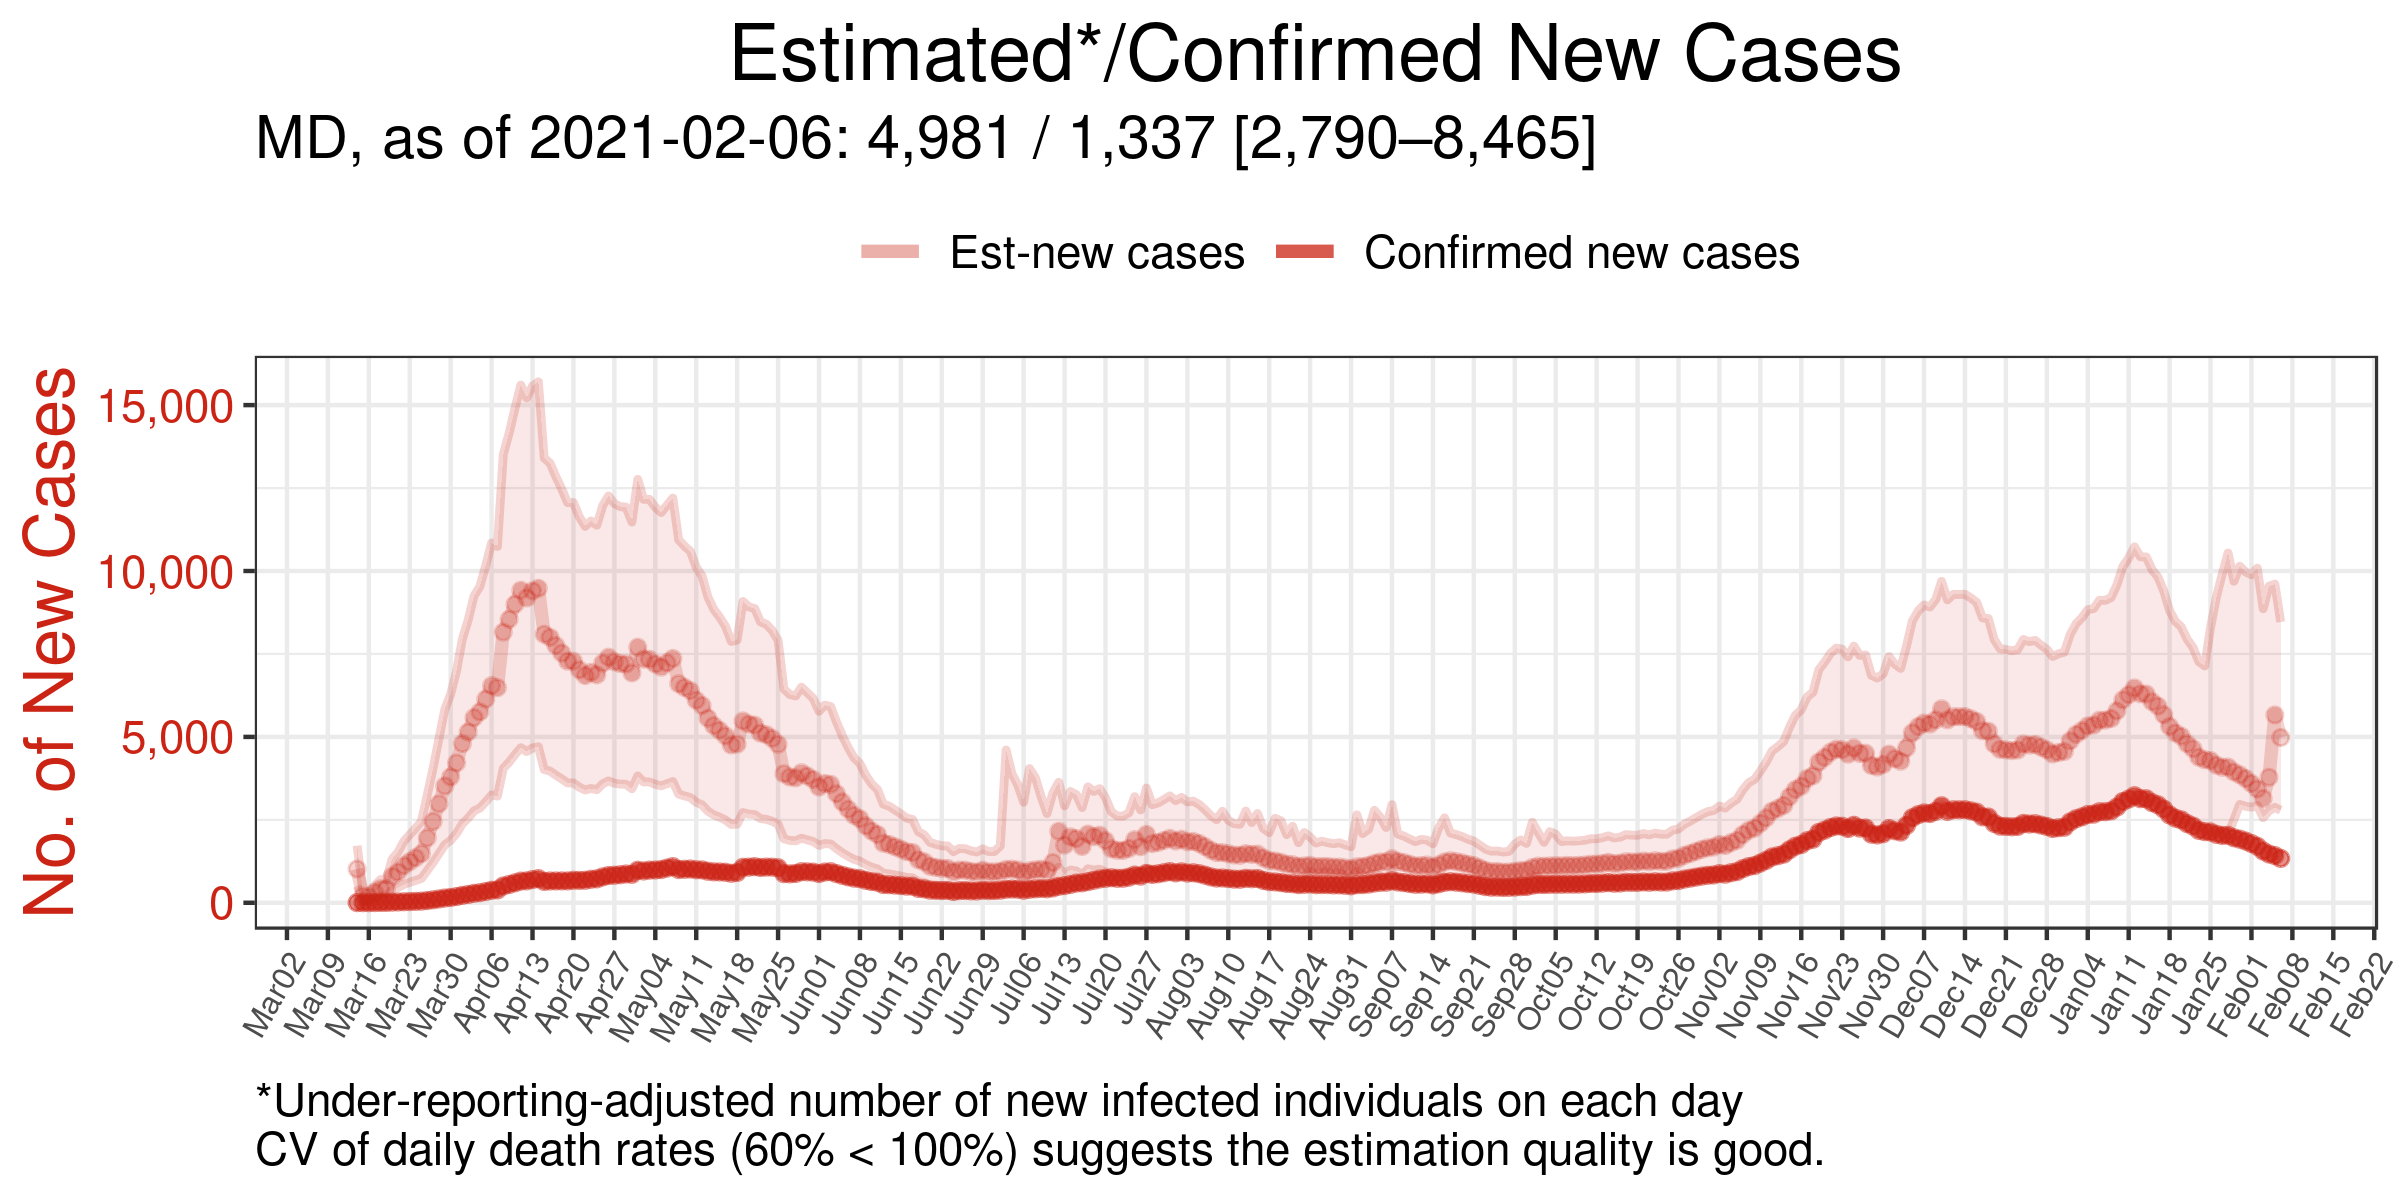 Estimated*/Confirmed New Cases
MD, as of 2021-02-06: 4,981 / 1,337 [2,790–8,465]
Est-new cases
Confirmed new cases
No. of New Cases
15,000
10,000
5,000
0
Mar02
Mar09
Mar16
Mar23
Mar30
Apr06
Apr13
Apr20
Apr27
May04
May11
May18
May25
Jun01
Jun08
Jun15
Jun22
Jun29
Jul06
Jul13
Jul20
Jul27
Aug03
Aug10
Aug17
Aug24
Aug31
Sep07
Sep14
Sep21
Sep28
Oct05
Oct12
Oct19
Oct26
Nov02
Nov09
Nov16
Nov23
Nov30
Dec07
Dec14
Dec21
Dec28
Jan04
Jan11
Jan18
Jan25
Feb01
Feb08
Feb15
Feb22
*Under-reporting-adjusted number of new infected individuals on each day
CV of daily death rates (60% < 100%) suggests the estimation quality is good.